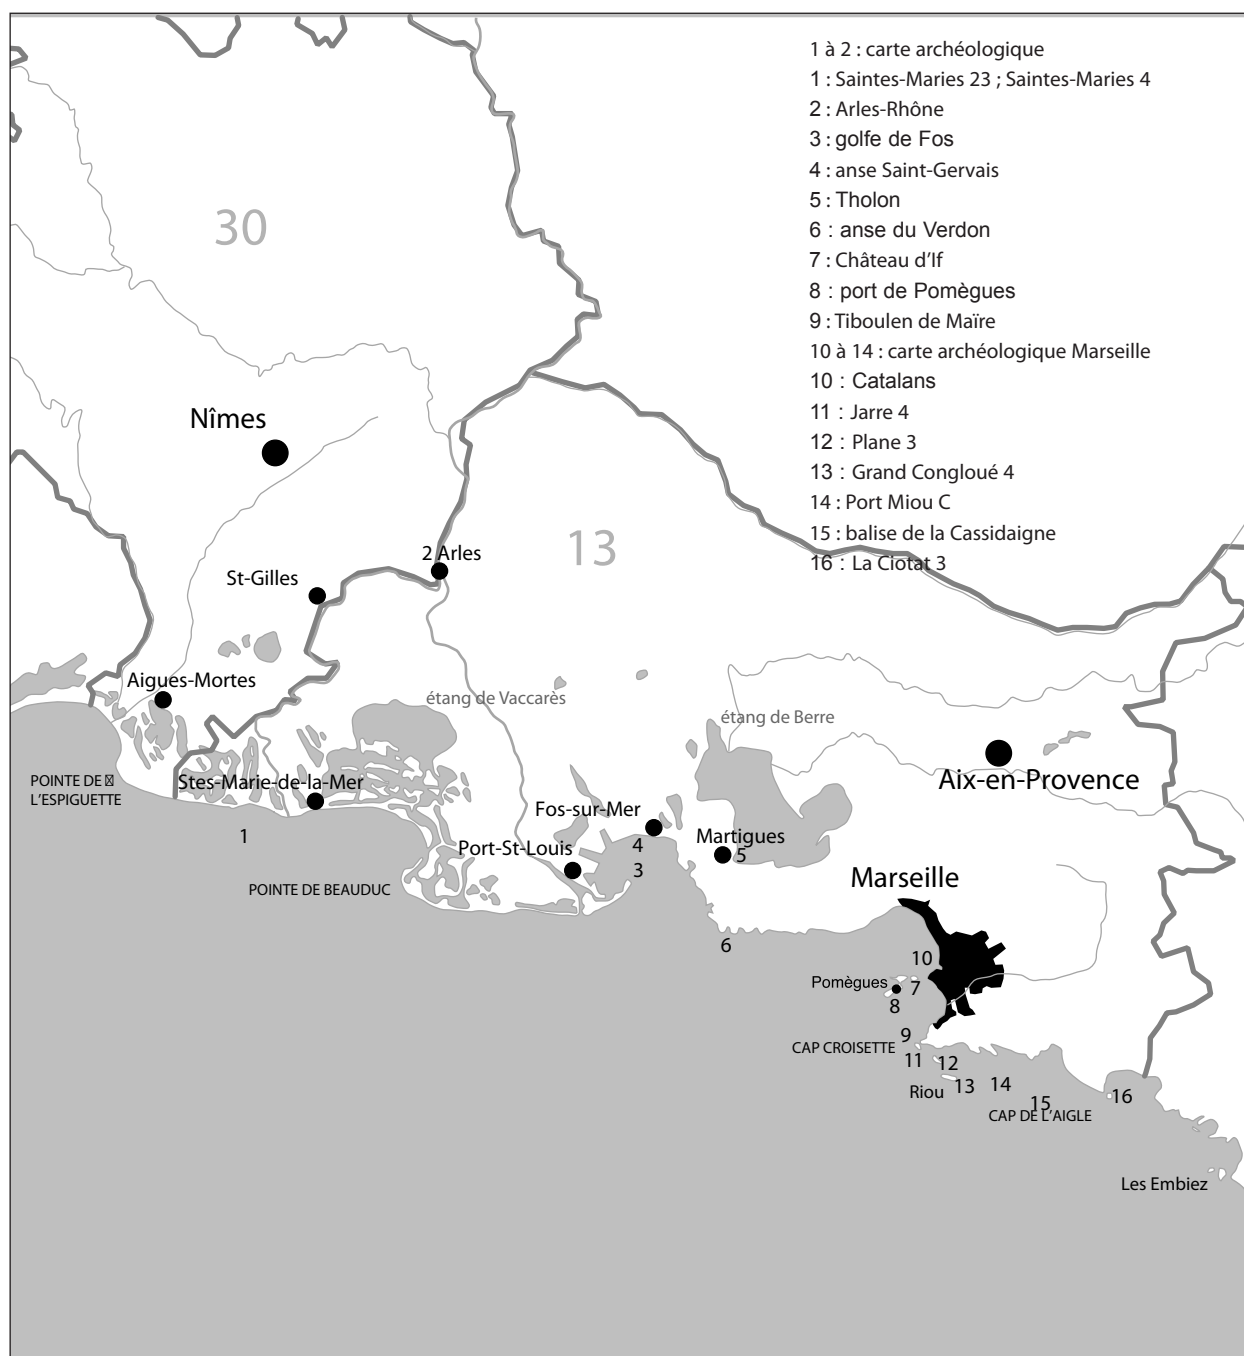 1 à 2 : carte archéologique
1 : Saintes-Maries 23 ; Saintes-Maries 4
2 : Arles-Rhône
3 : golfe de Fos
4 : anse Saint-Gervais
5 : Tholon
6 : anse du Verdon
7 : Château d'If
8 : port de Pomègues
9 : Tiboulen de Maïre
10 à 14 : carte archéologique Marseille
10 : Catalans
11 : Jarre 4
12 : Plane 3
13 : Grand Congloué 4
14 : Port Miou C
15 : balise de la Cassidaigne
16 : La Ciotat 3
30
Nîmes
13
2 Arles
St-Gilles
Aigues-Mortes
étang de Vaccarès
étang de Berre
POINTE DE
L'ESPIGUETTE
Stes-Marie-de-la-Mer
Aix-en-Provence
Fos-sur-Mer
1
4
Martigues
5
Port-St-Louis
3
POINTE DE BEAUDUC
Marseille
6
10
Pomègues
7
8
9
CAP CROISETTE
11
12
Riou
13
14
15
16
CAP DE L'AIGLE
Les Embiez